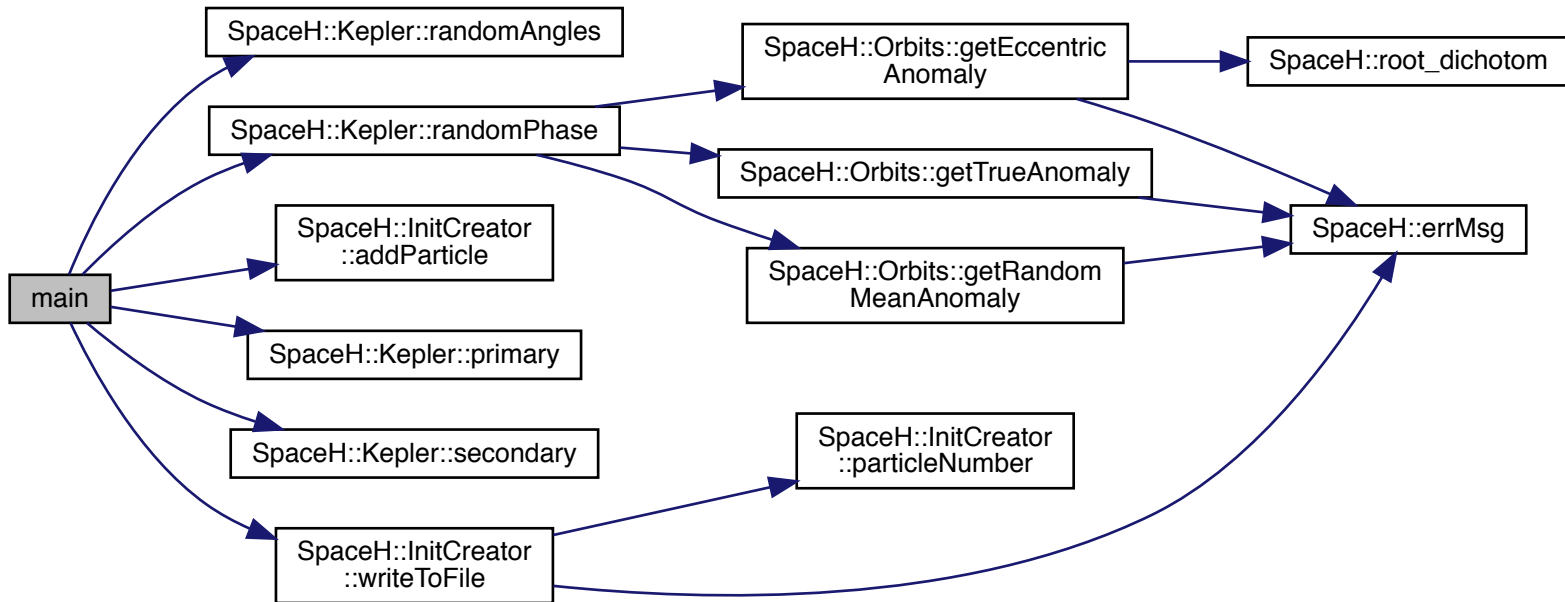 main
SpaceH::Kepler::randomAngles
SpaceH::Kepler::randomPhase
SpaceH::InitCreator
::addParticle
SpaceH::Kepler::primary
SpaceH::Kepler::secondary
SpaceH::InitCreator
::writeToFile
SpaceH::Orbits::getEccentric
Anomaly
SpaceH::Orbits::getTrueAnomaly
SpaceH::Orbits::getRandom
MeanAnomaly
SpaceH::InitCreator
::particleNumber
SpaceH::root_dichotom
SpaceH::errMsg